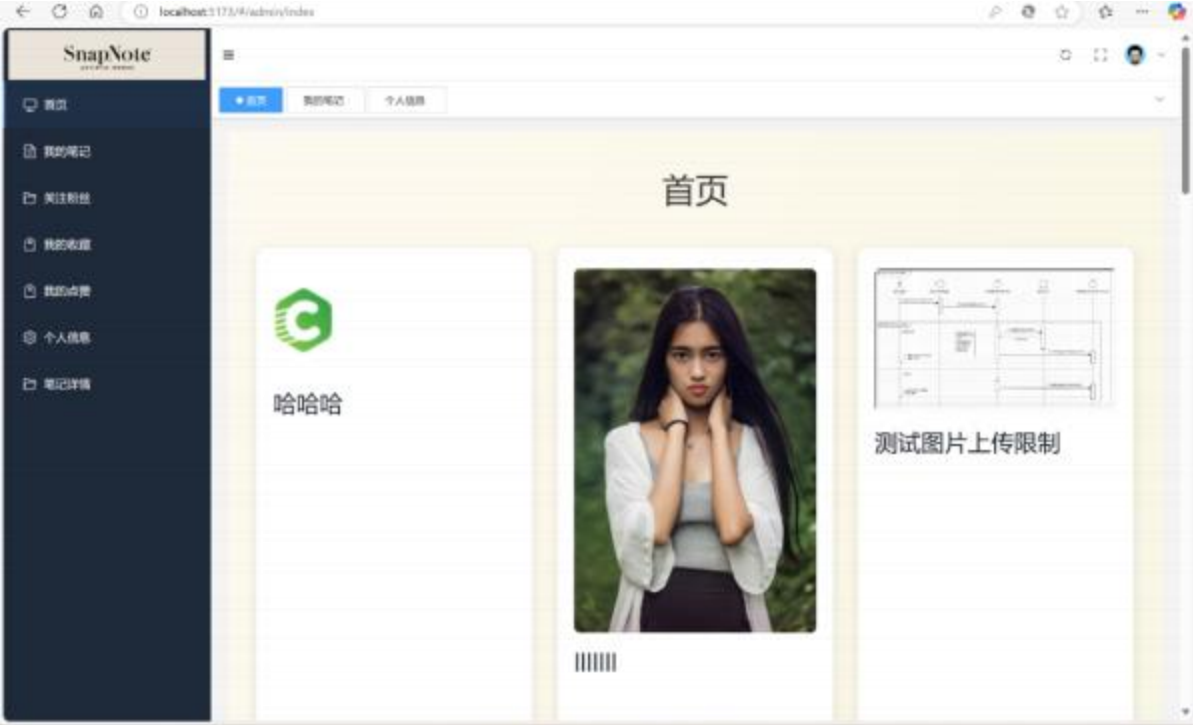 localhost:5173/#/admin/index
SnapNote
首页
我的笔记
关注粉丝
我的收藏
我的点赞
个人信息
笔记详情
首页
我的笔记
个人信息
首页
哈哈哈
lllllll
测试图片上传限制